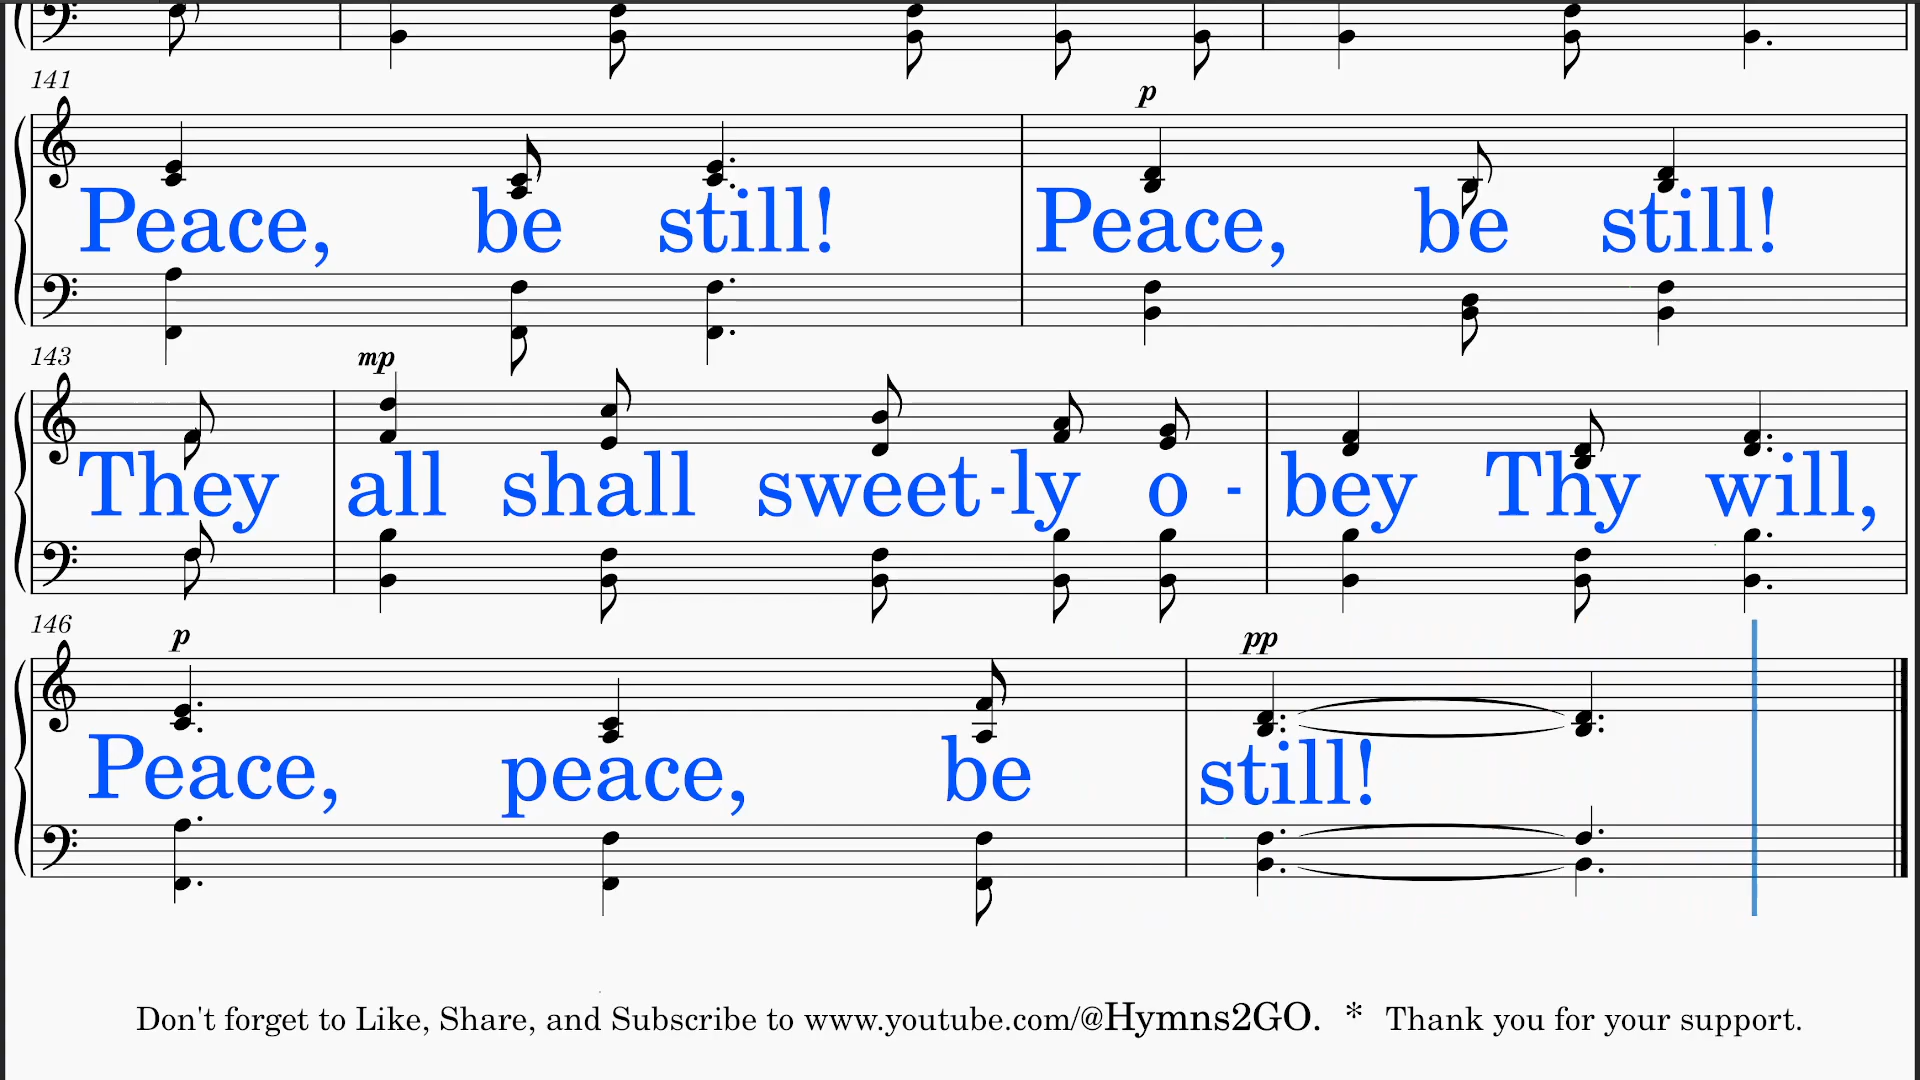 141
p
Peace, be still! Peace, be still!
143
mp
They all shall sweet-ly o - bey Thy will,
146
p
pp
Peace, peace, be still!
Don't forget to Like, Share, and Subscribe to www.youtube.com/@Hymns2GO. * Thank you for your support.